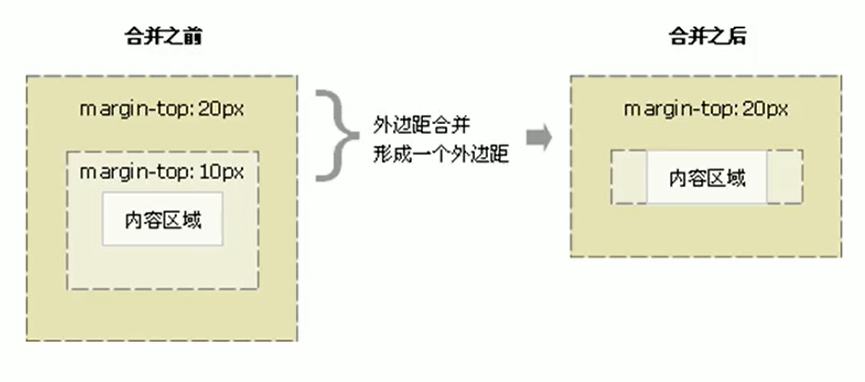 合并之前
合并之后
margin-top: 20px
margin-top: 10px
内容区域
外边距合并
形成一个外边距
margin-top: 20px
内容区域